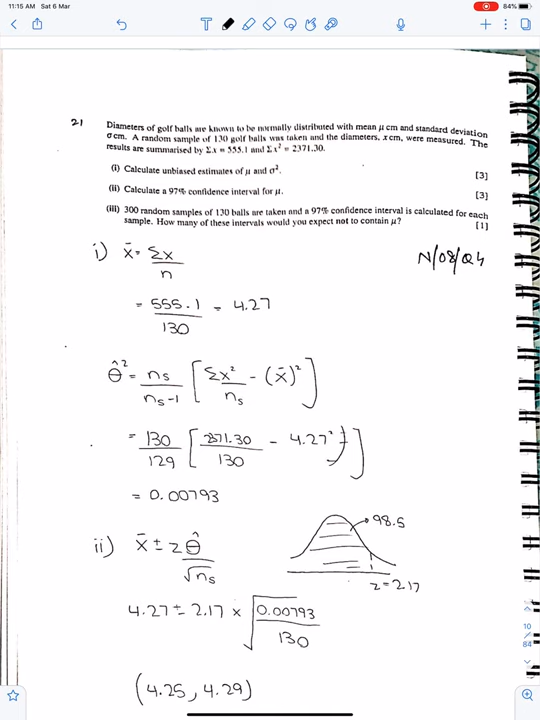 11:15 AM Sat 6 Mar
84%
T
21
Diameters of golf balls are known to be normally distributed with mean μ cm and standard deviation
σ cm. A random sample of 130 golf balls was taken and the diameters, x cm, were measured. The
results are summarised by Σx = 555.1 and Σx² = 2371.30.
(i) Calculate unbiased estimates of μ and σ². [3]
(ii) Calculate a 97% confidence interval for μ. [3]
(iii) 300 random samples of 130 balls are taken and a 97% confidence interval is calculated for each
sample. How many of these intervals would you expect not to contain μ? [1]
N/08/Q4
i) x̄ = Σx / n
= 555.1 / 130 = 4.27
θ̂² = ns / ns-1 [ Σx² / ns - (x̄)² ]
= 130 / 129 [ 2371.30 / 130 - 4.27² ) ]
= 0.00793
98.5
z = 2.17
ii) x̄ ± z θ̂ / √ns
4.27 ± 2.17 × √ 0.00793 / 130
(4.25, 4.29)
10
/
84